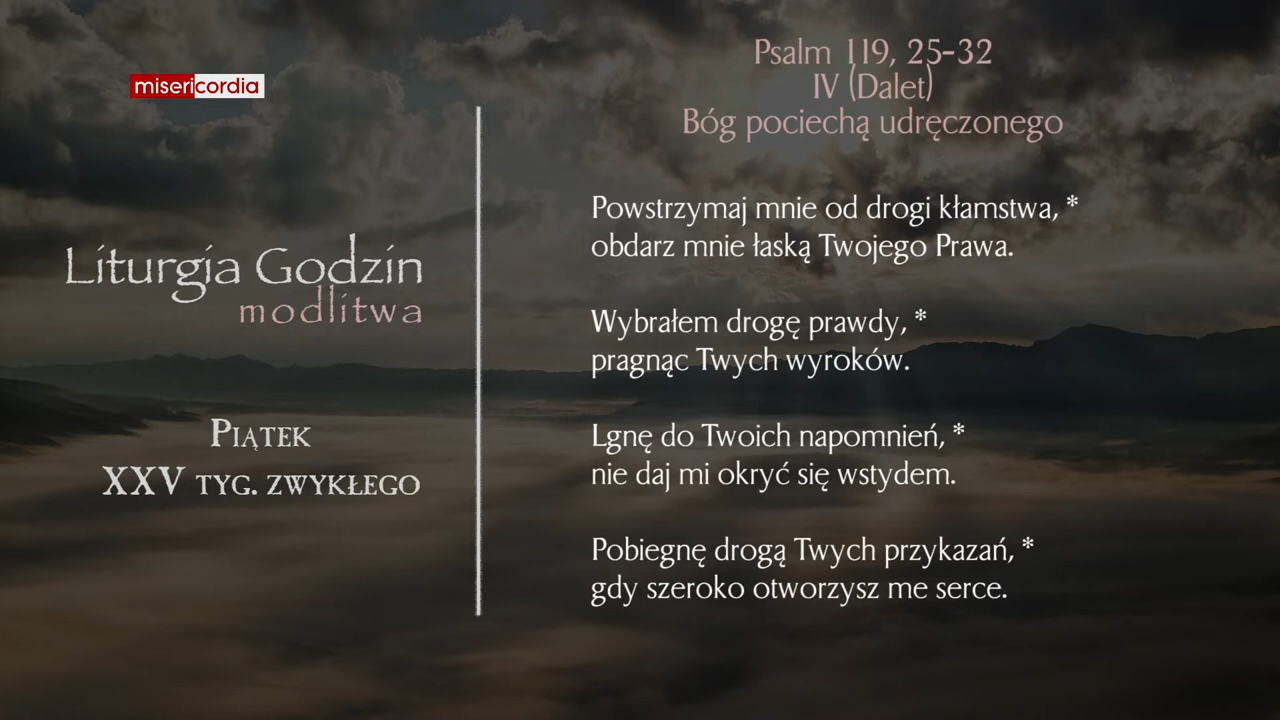 misericordia
Liturgia Godzin
modlitwa
Piątek
XXV tyg. zwykłego
Psalm 119, 25-32
IV (Dalet)
Bóg pociechą udręczonego
Powstrzymaj mnie od drogi kłamstwa, *
obdarz mnie łaską Twojego Prawa.
Wybrałem drogę prawdy, *
pragnąc Twych wyroków.
Lgnę do Twoich napomnień, *
nie daj mi okryć się wstydem.
Pobiegnę drogą Twych przykazań, *
gdy szeroko otworzysz me serce.